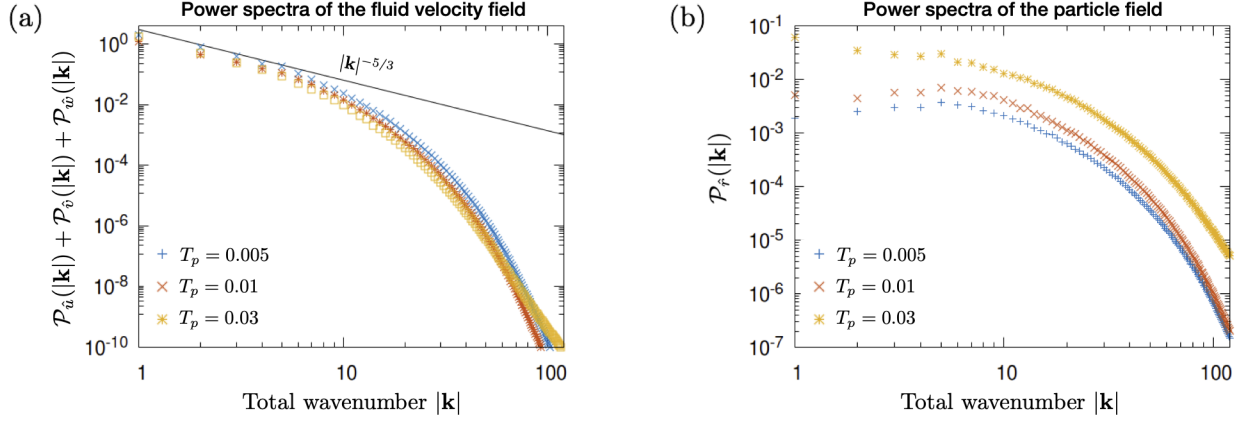 (a)
Power spectra of the fluid velocity field
𝒫_û(|𝐤|) + 𝒫_v̂(|𝐤|) + 𝒫_ŵ(|𝐤|)
10^0
10^-2
10^-4
10^-6
10^-8
10^-10
|𝐤|^−5/3
+ T_p = 0.005
× T_p = 0.01
✳ T_p = 0.03
1 10 100
Total wavenumber |𝐤|
(b)
Power spectra of the particle field
𝒫_r̂(|𝐤|)
10^-1
10^-2
10^-3
10^-4
10^-5
10^-6
10^-7
+ T_p = 0.005
× T_p = 0.01
✳ T_p = 0.03
1 10 100
Total wavenumber |𝐤|